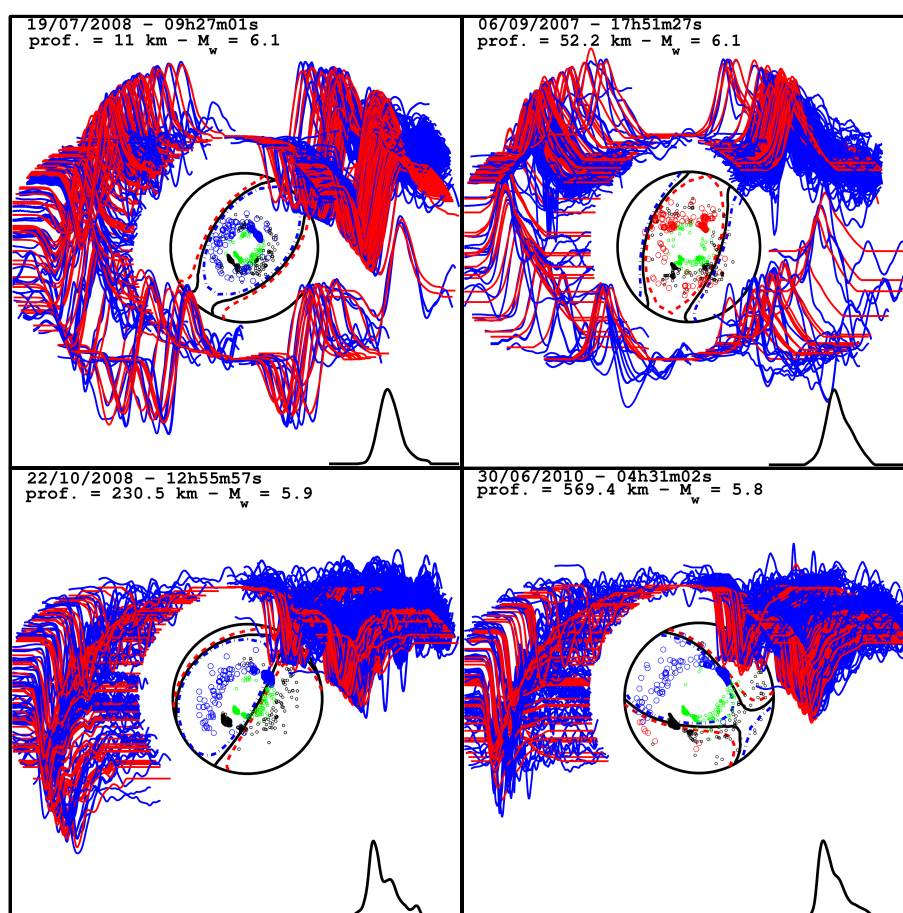 19/07/2008 – 09h27m01s
prof. = 11 km – Mw = 6.1
06/09/2007 – 17h51m27s
prof. = 52.2 km – Mw = 6.1
22/10/2008 – 12h55m57s
prof. = 230.5 km – Mw = 5.9
30/06/2010 – 04h31m02s
prof. = 569.4 km – Mw = 5.8